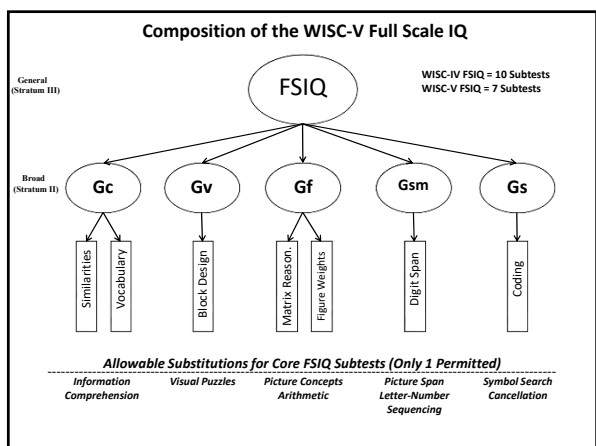 Composition of the WISC-V Full Scale IQ
General
(Stratum III)
FSIQ
WISC-IV FSIQ = 10 Subtests
WISC-V FSIQ = 7 Subtests
Broad
(Stratum II)
Gc
Gv
Gf
Gsm
Gs
Similarities
Vocabulary
Block Design
Matrix Reason.
Figure Weights
Digit Span
Coding
Allowable Substitutions for Core FSIQ Subtests (Only 1 Permitted)
Information
Comprehension
Visual Puzzles
Picture Concepts
Arithmetic
Picture Span
Letter-Number
Sequencing
Symbol Search
Cancellation